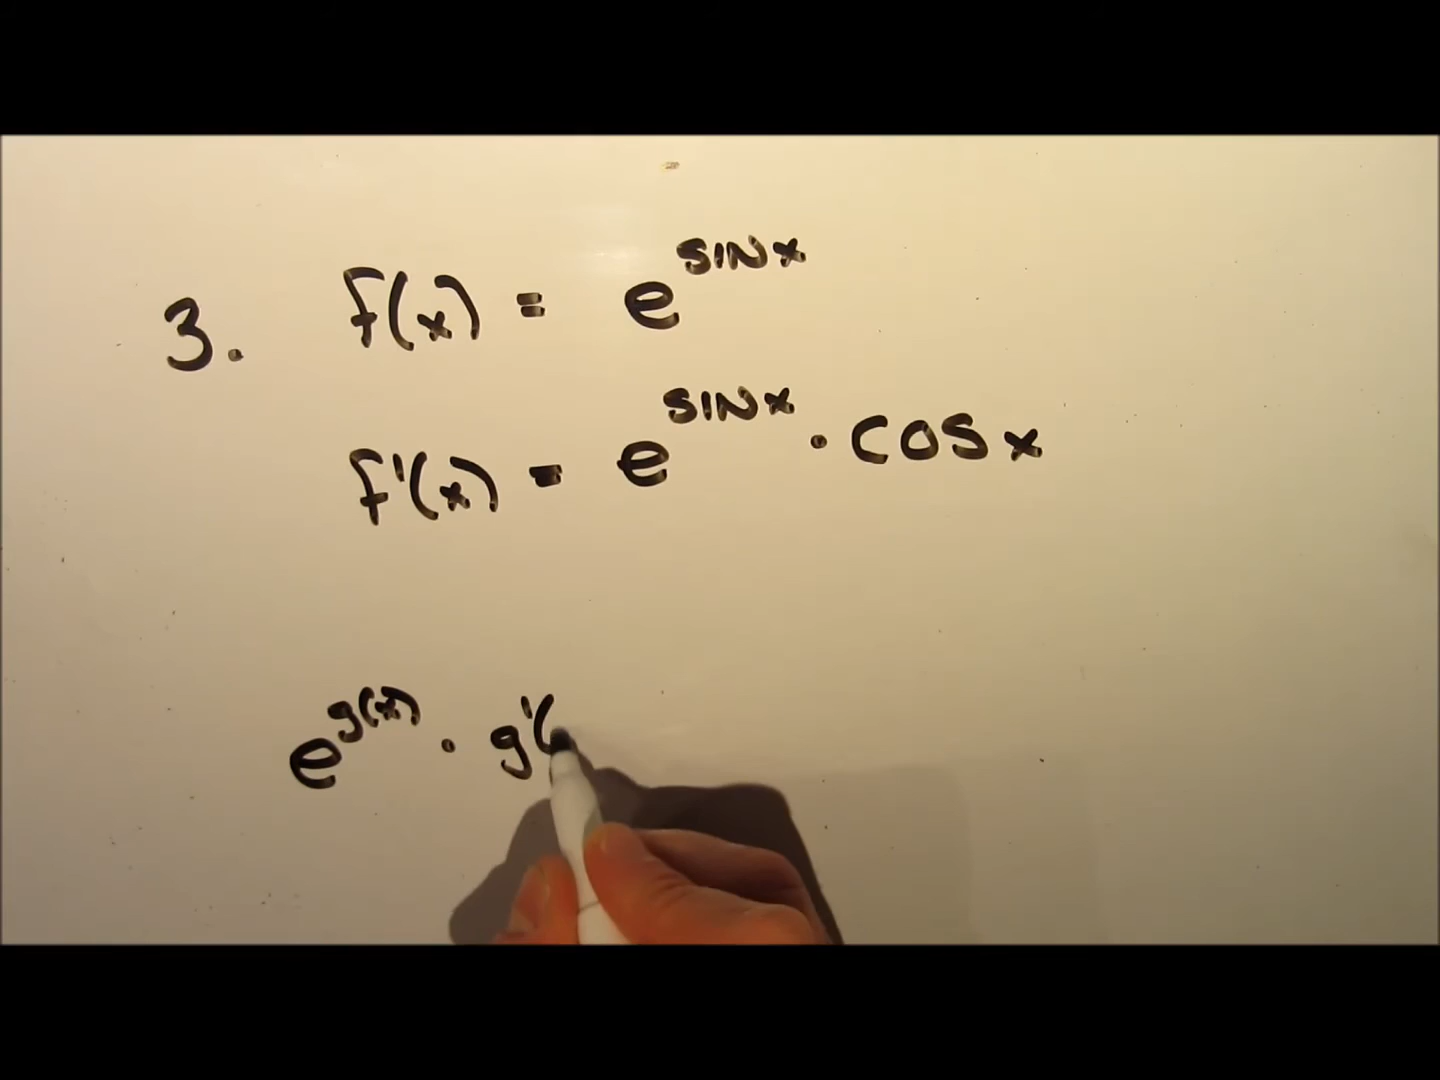 3. f(x) = e^sin x
f'(x) = e^sin x · cos x
e^g(x) · g'(